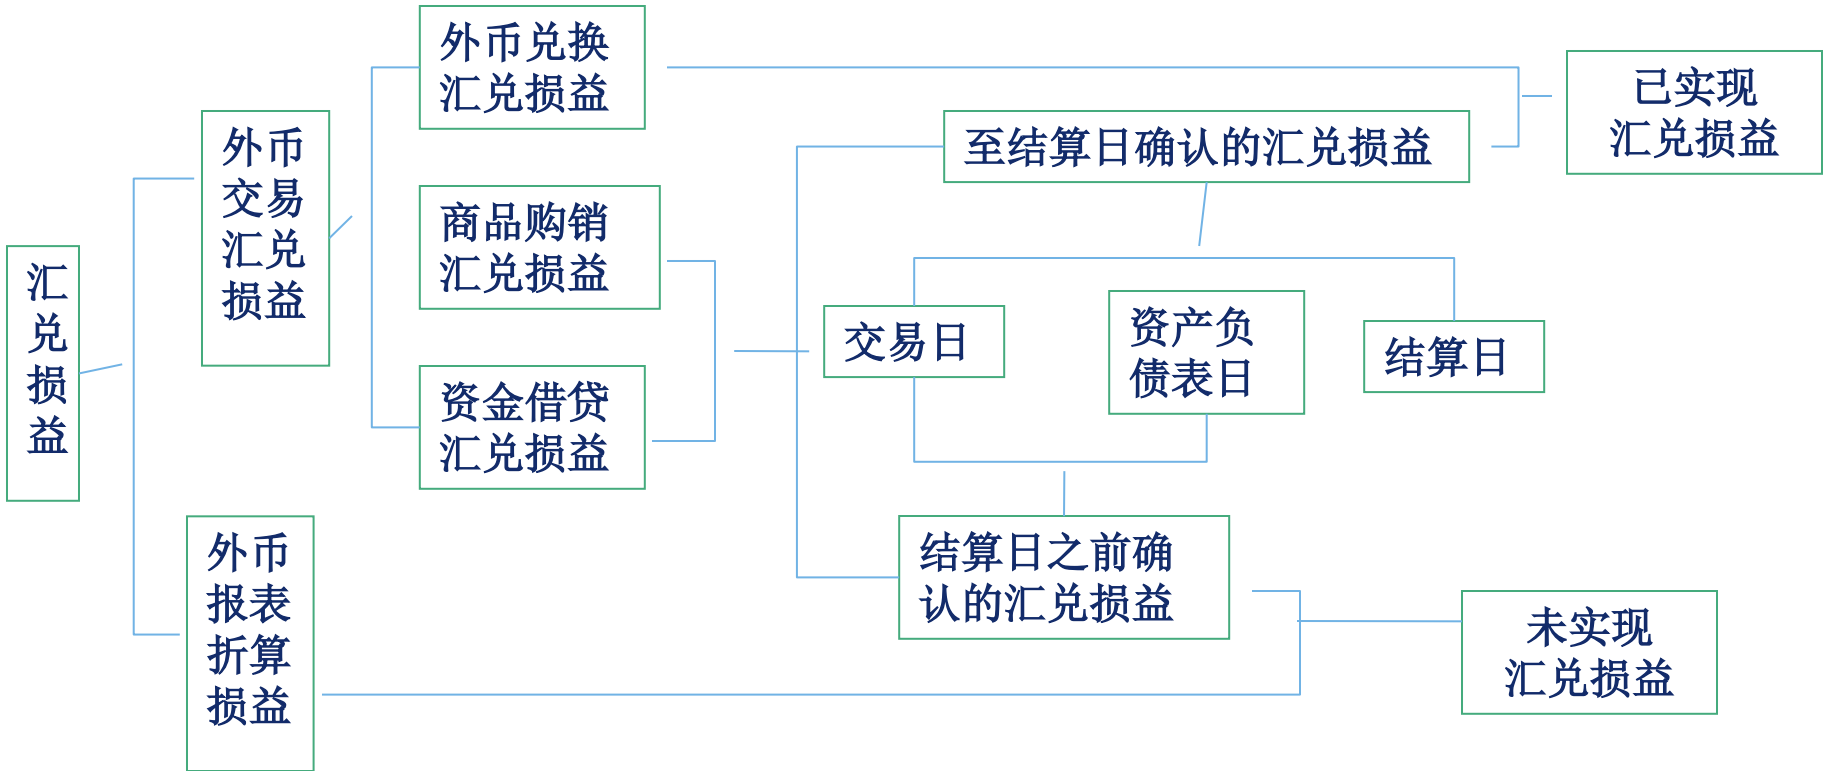 汇
兑
损
益
外币
交易
汇兑
损益
外币
报表
折算
损益
外币兑换
汇兑损益
商品购销
汇兑损益
资金借贷
汇兑损益
至结算日确认的汇兑损益
交易日
资产负
债表日
结算日
结算日之前确
认的汇兑损益
已实现
汇兑损益
未实现
汇兑损益